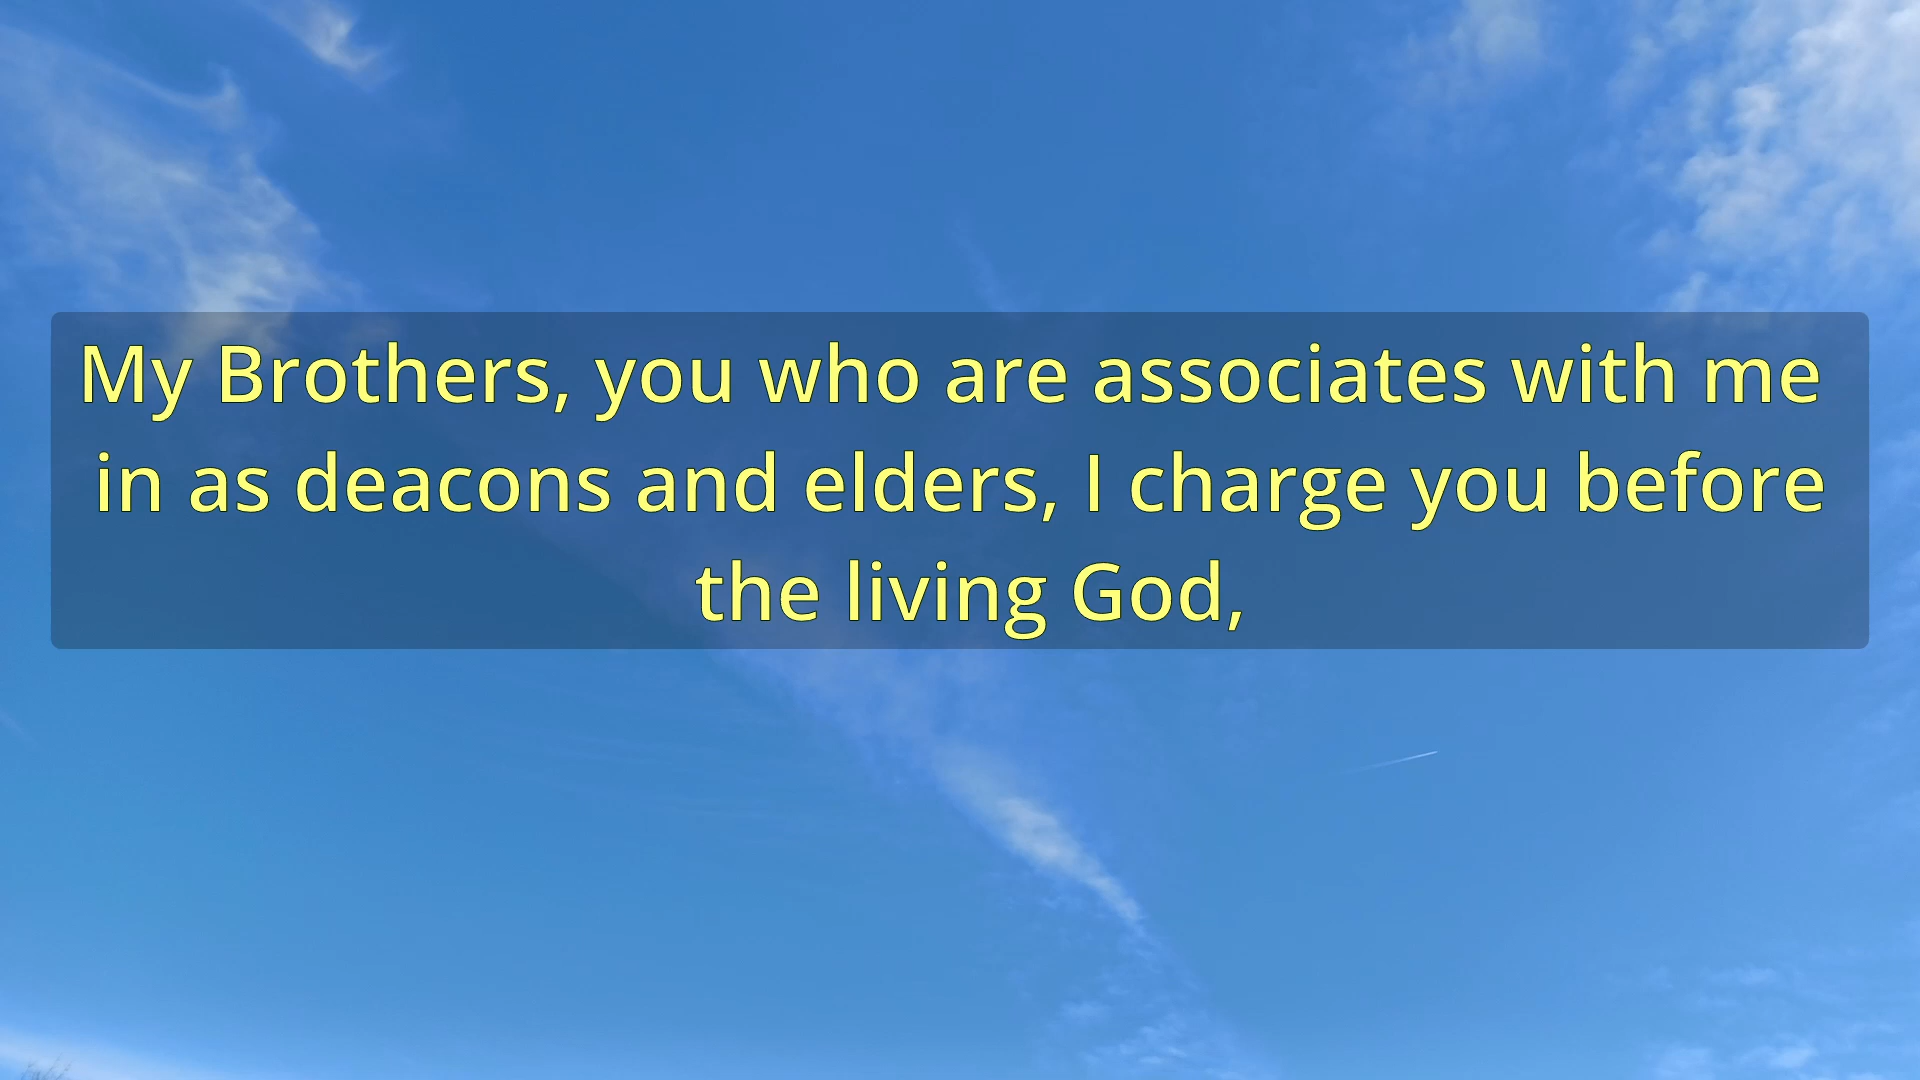 My Brothers, you who are associates with me
in as deacons and elders, I charge you before
the living God,